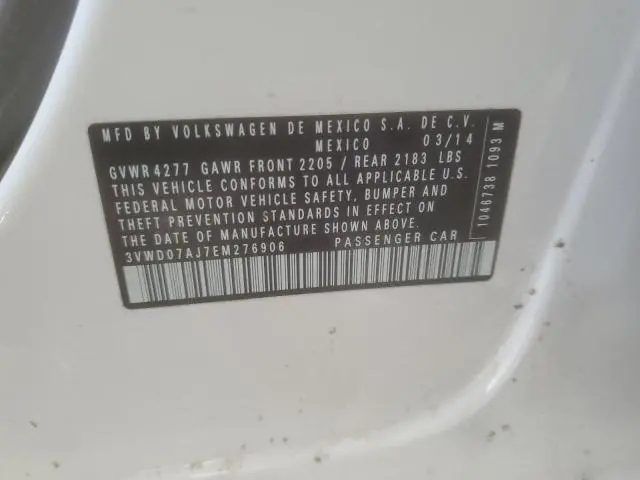 MFD BY VOLKSWAGEN DE MEXICO S.A. DE C.V.
MEXICO 03/14
GVWR 4277 GAWR FRONT 2205 / REAR 2183 LBS
THIS VEHICLE CONFORMS TO ALL APPLICABLE U.S.
FEDERAL MOTOR VEHICLE SAFETY, BUMPER AND
THEFT PREVENTION STANDARDS IN EFFECT ON
THE DATE OF MANUFACTURE SHOWN ABOVE.
3VWD07AJ7EM276906 PASSENGER CAR
1046738 1093 M